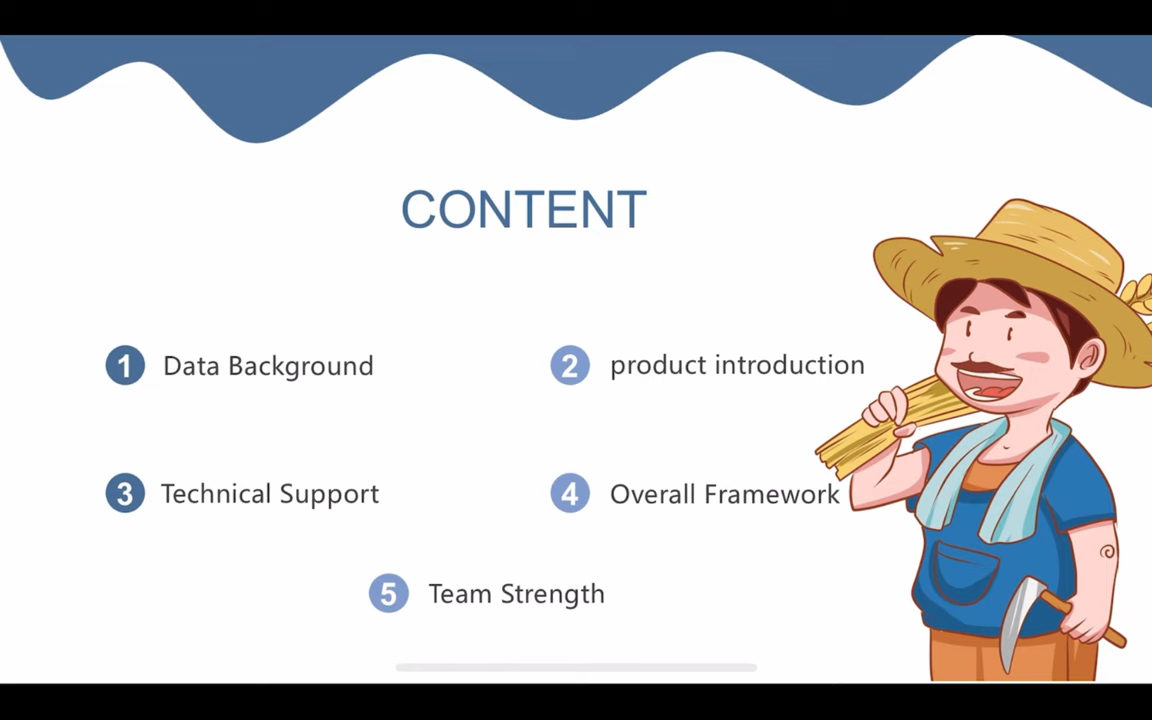 CONTENT
1 Data Background
2 product introduction
3 Technical Support
4 Overall Framework
5 Team Strength